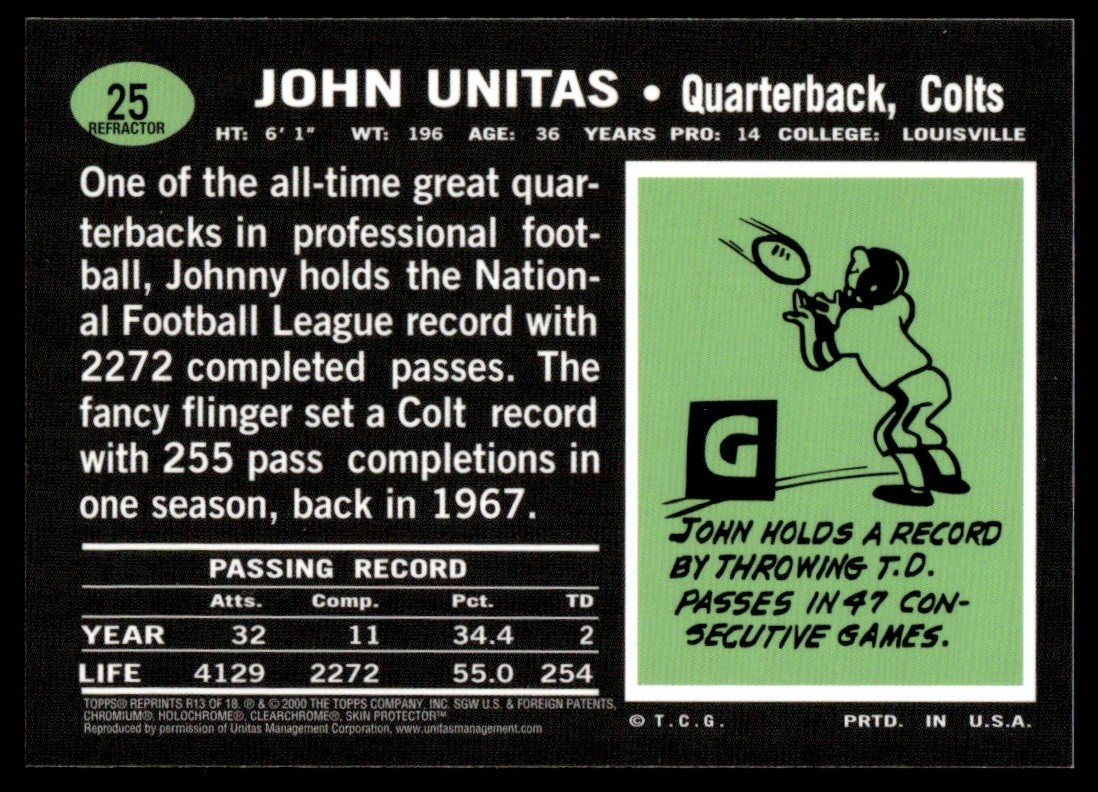 25
REFRACTOR
JOHN UNITAS • Quarterback, Colts
HT: 6' 1" WT: 196 AGE: 36 YEARS PRO: 14 COLLEGE: LOUISVILLE
One of the all-time great quar-
terbacks in professional foot-
ball, Johnny holds the Nation-
al Football League record with
2272 completed passes. The
fancy flinger set a Colt record
with 255 pass completions in
one season, back in 1967.
PASSING RECORD
Atts. Comp. Pct. TD
YEAR 32 11 34.4 2
LIFE 4129 2272 55.0 254
TOPPS® REPRINTS R13 OF 18. ® & © 2000 THE TOPPS COMPANY, INC. SGW U.S. & FOREIGN PATENTS,
CHROMIUM®, HOLOCHROME®, CLEARCHROME®, SKIN PROTECTOR™
Reproduced by permission of Unitas Management Corporation, www.unitasmanagement.com
G
JOHN HOLDS A RECORD
BY THROWING T.D.
PASSES IN 47 CON-
SECUTIVE GAMES.
© T.C.G. PRTD. IN U.S.A.